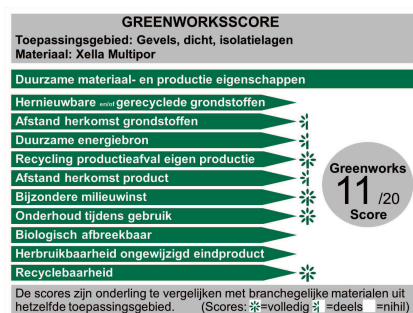 GREENWORKSSCORE
Toepassingsgebied: Gevels, dicht, isolatielagen
Materiaal: Xella Multipor
Duurzame materiaal- en productie eigenschappen
Hernieuwbare en/of gerecyclede grondstoffen
Afstand herkomst grondstoffen
Duurzame energiebron
Recycling productieafval eigen productie
Afstand herkomst product
Bijzondere milieuwinst
Onderhoud tijdens gebruik
Biologisch afbreekbaar
Herbruikbaarheid ongewijzigd eindproduct
Recyclebaarheid
Greenworks
11 /20
Score
De scores zijn onderling te vergelijken met branchegelijke materialen uit
hetzelfde toepassingsgebied. (Scores: =volledig =deels =nihil)